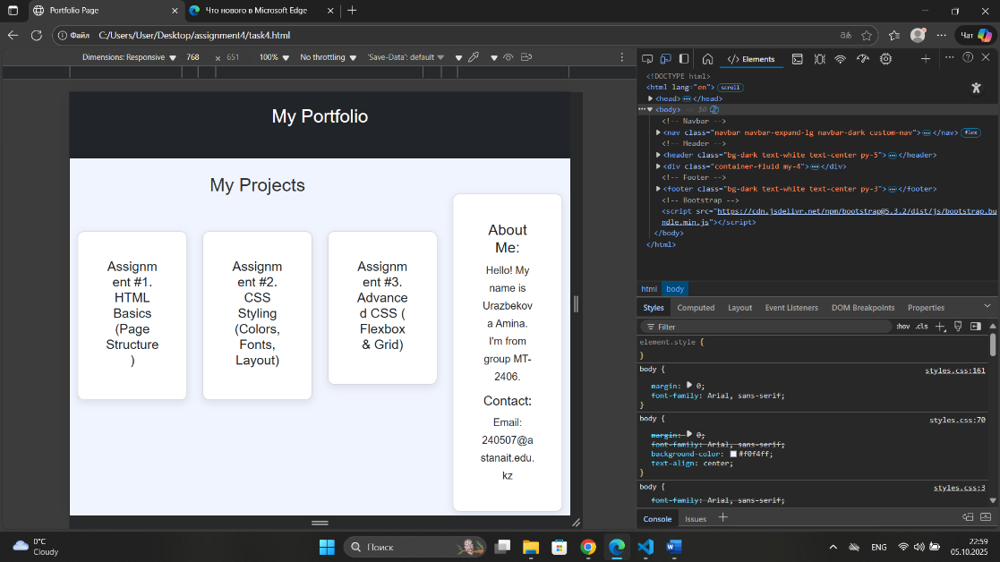 Portfolio Page
Что нового в Microsoft Edge
Файл
C:/Users/User/Desktop/assignment4/task4.html
Чат
Dimensions: Responsive
768
×
651
100%
No throttling
'Save-Data': default
My Portfolio
My Projects
Assignm
ent #1.
HTML
Basics
(Page
Structure
)
Assignm
ent #2.
CSS
Styling
(Colors,
Fonts,
Layout)
Assignm
ent #3.
Advance
d CSS (
Flexbox
& Grid)
About
Me:
Hello! My
name is
Urazbekov
a Amina.
I'm from
group MT-
2406.
Contact:
Email:
240507@a
stanait.edu.
kz
Elements
<!DOCTYPE html>
<html lang="en"> scroll
<head> … </head>
<body> == $0
<!-- Navbar -->
<nav class="navbar navbar-expand-lg navbar-dark custom-nav"> … </nav> flex
<!-- Header -->
<header class="bg-dark text-white text-center py-5"> … </header>
<div class="container-fluid my-4"> … </div>
<!-- Footer -->
<footer class="bg-dark text-white text-center py-3"> … </footer>
<!-- Bootstrap -->
<script src="https://cdn.jsdelivr.net/npm/bootstrap@5.3.2/dist/js/bootstrap.bu
ndle.min.js"></script>
</body>
</html>
html body
Styles Computed Layout Event Listeners DOM Breakpoints Properties
Filter
:hov .cls
element.style {
}
body {
styles.css:161
margin: 0;
font-family: Arial, sans-serif;
}
body {
styles.css:70
margin: 0;
font-family: Arial, sans-serif;
background-color: #f0f4ff;
text-align: center;
}
body {
styles.css:3
font-family: Arial, sans-serif;
Console Issues
0°C
Cloudy
Поиск
ENG
22:59
05.10.2025